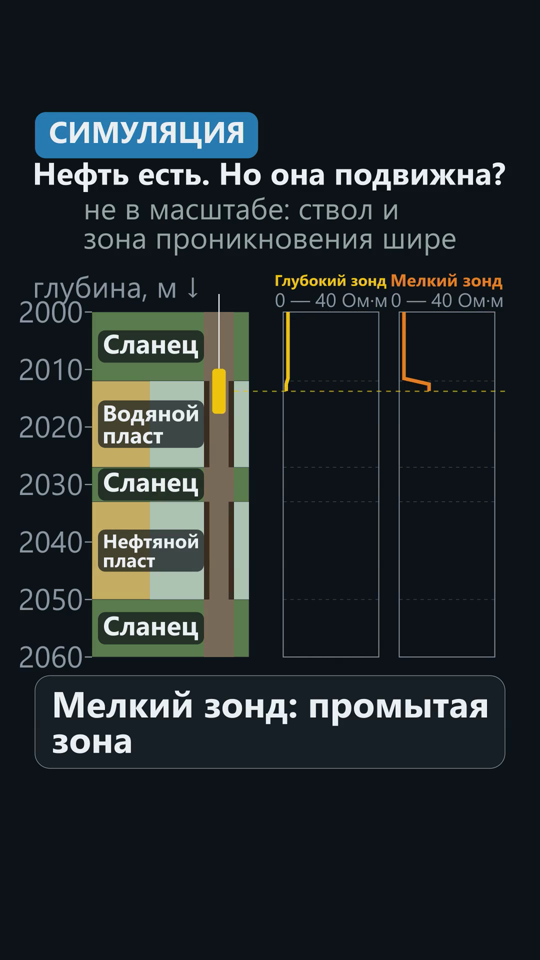 СИМУЛЯЦИЯ
Нефть есть. Но она подвижна?
не в масштабе: ствол и
зона проникновения шире
глубина, м ↓
Глубокий зонд
0 — 40 Ом·м
Мелкий зонд
0 — 40 Ом·м
2000
2010
2020
2030
2040
2050
2060
Сланец
Водяной
пласт
Сланец
Нефтяной
пласт
Сланец
Мелкий зонд: промытая
зона